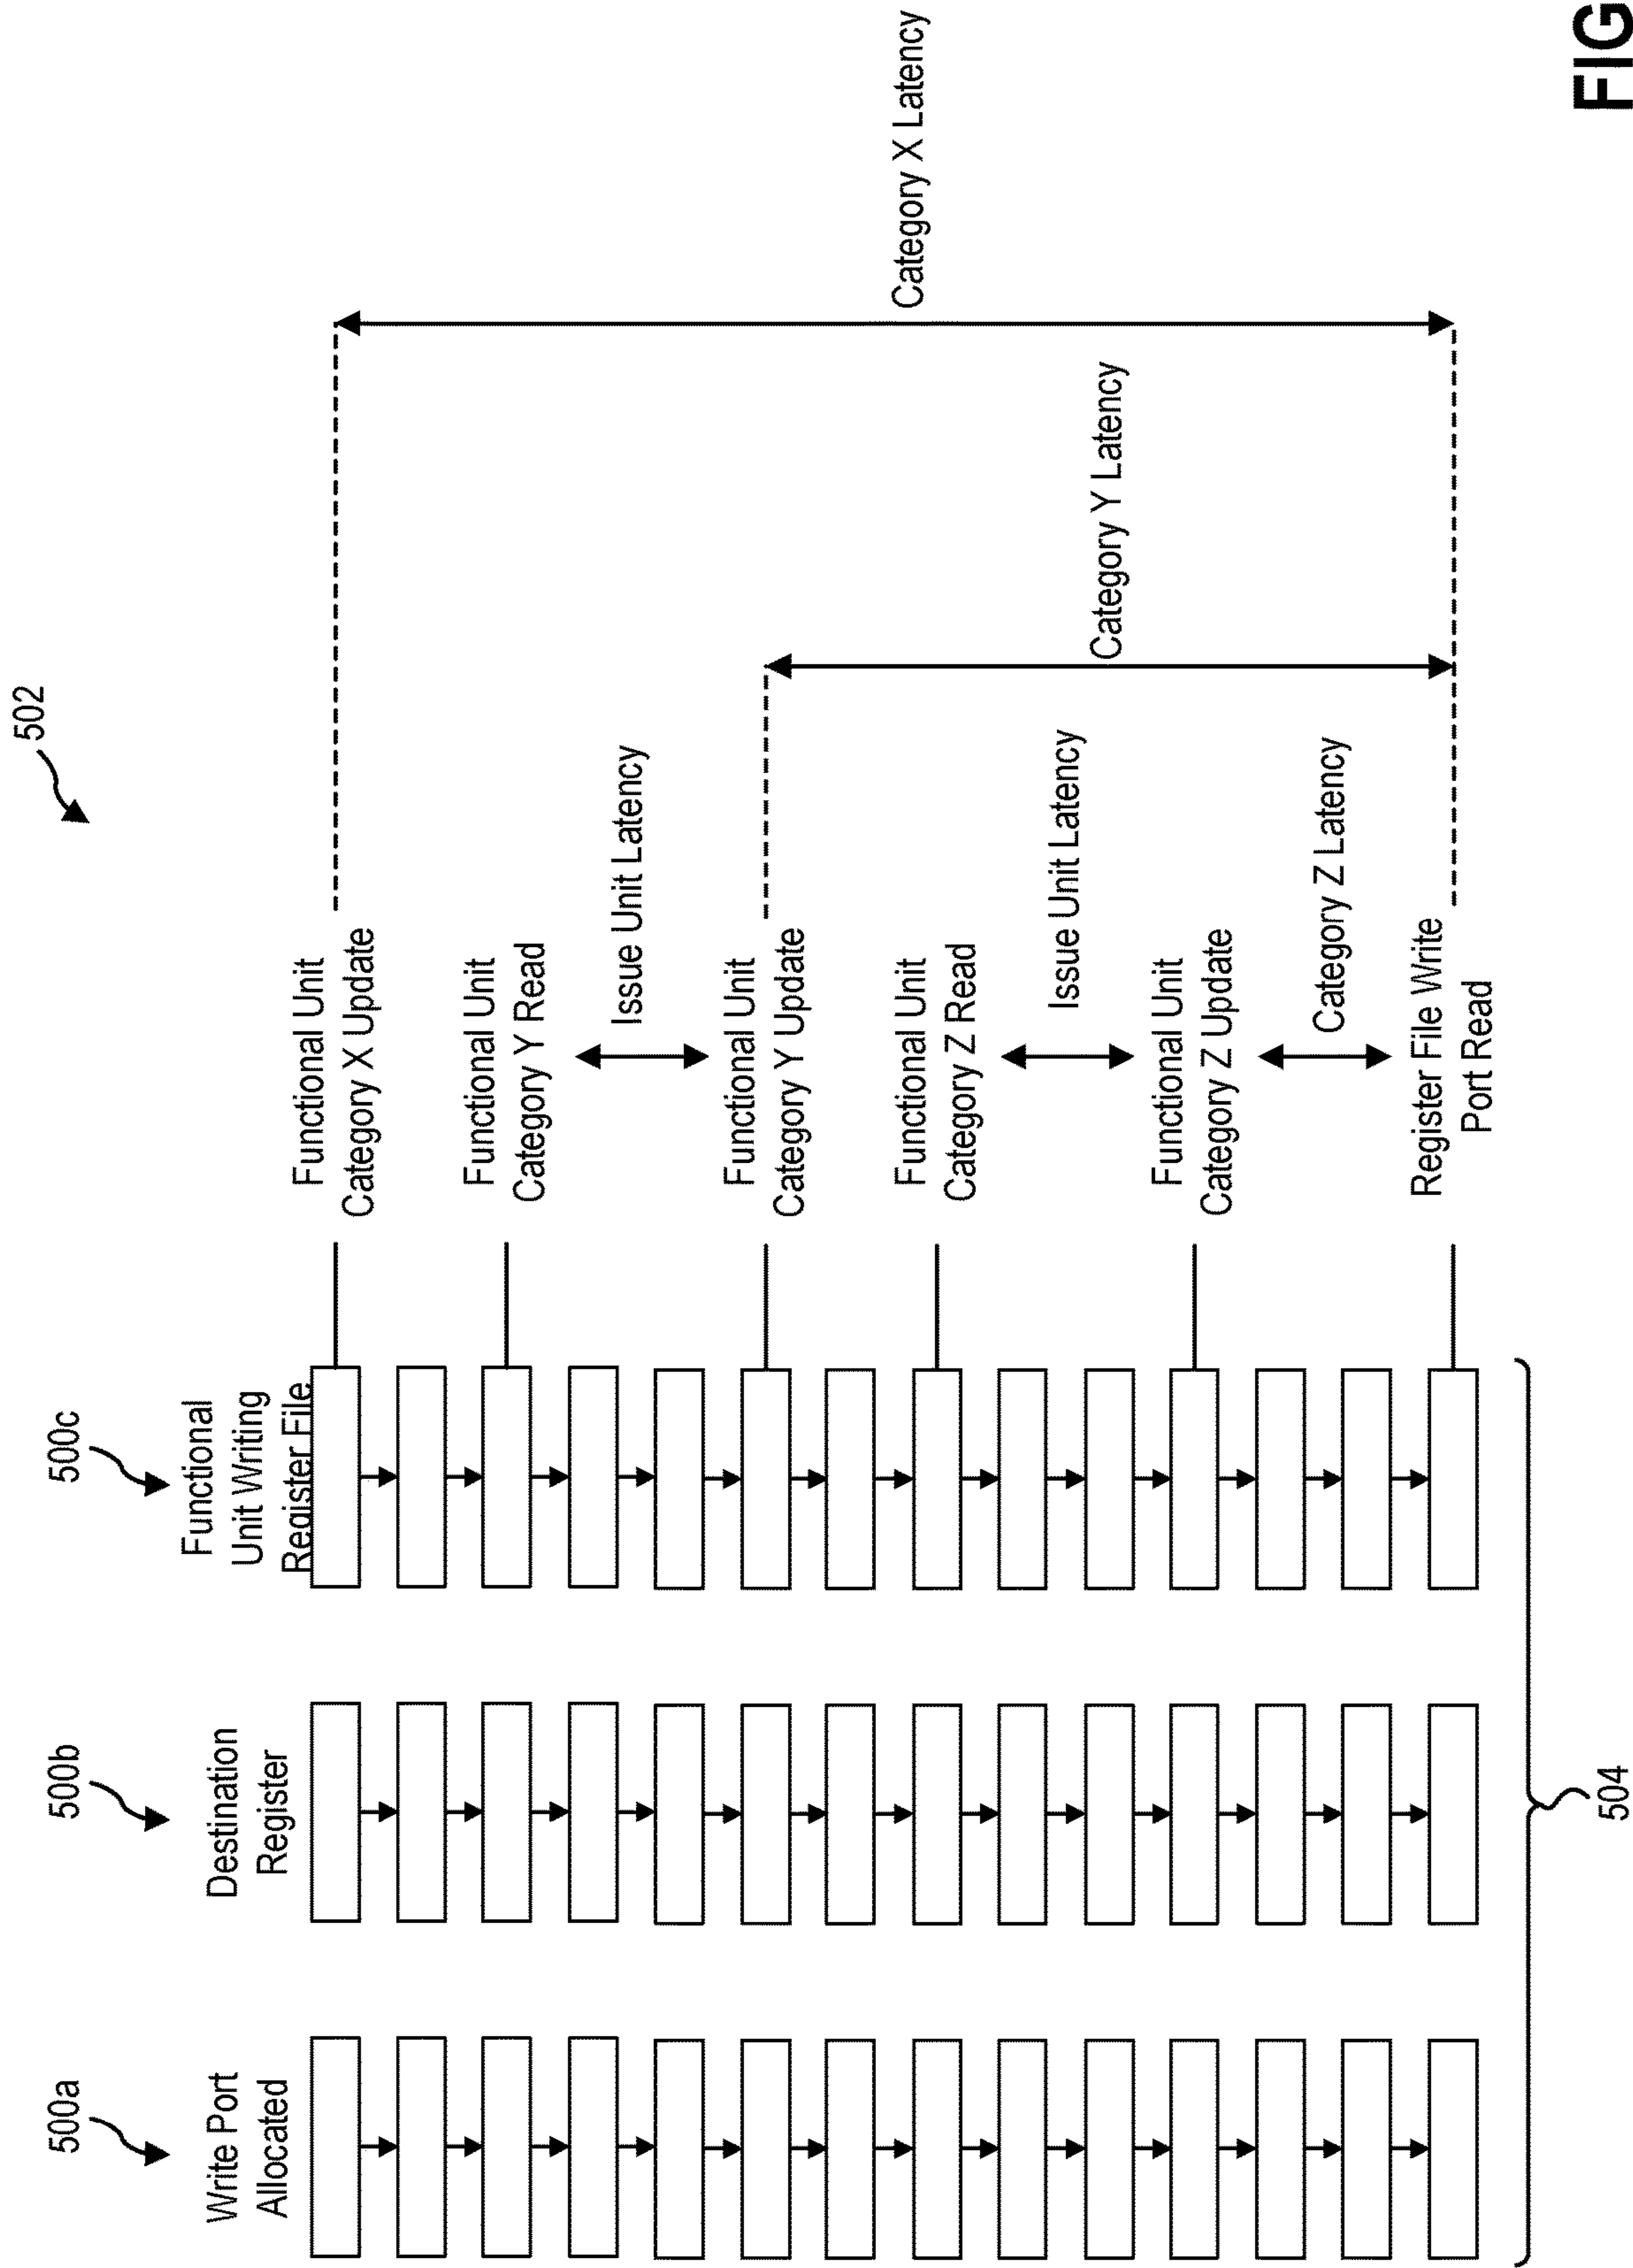 502
500a
500b
500c
Write Port
Allocated
Destination
Register
Functional
Unit Writing
Register File
Functional Unit
Category X Update
Functional Unit
Category Y Read
Issue Unit Latency
Functional Unit
Category Y Update
Functional Unit
Category Z Read
Issue Unit Latency
Functional Unit
Category Z Update
Category Z Latency
Register File Write
Port Read
Category Y Latency
Category X Latency
504
FIG